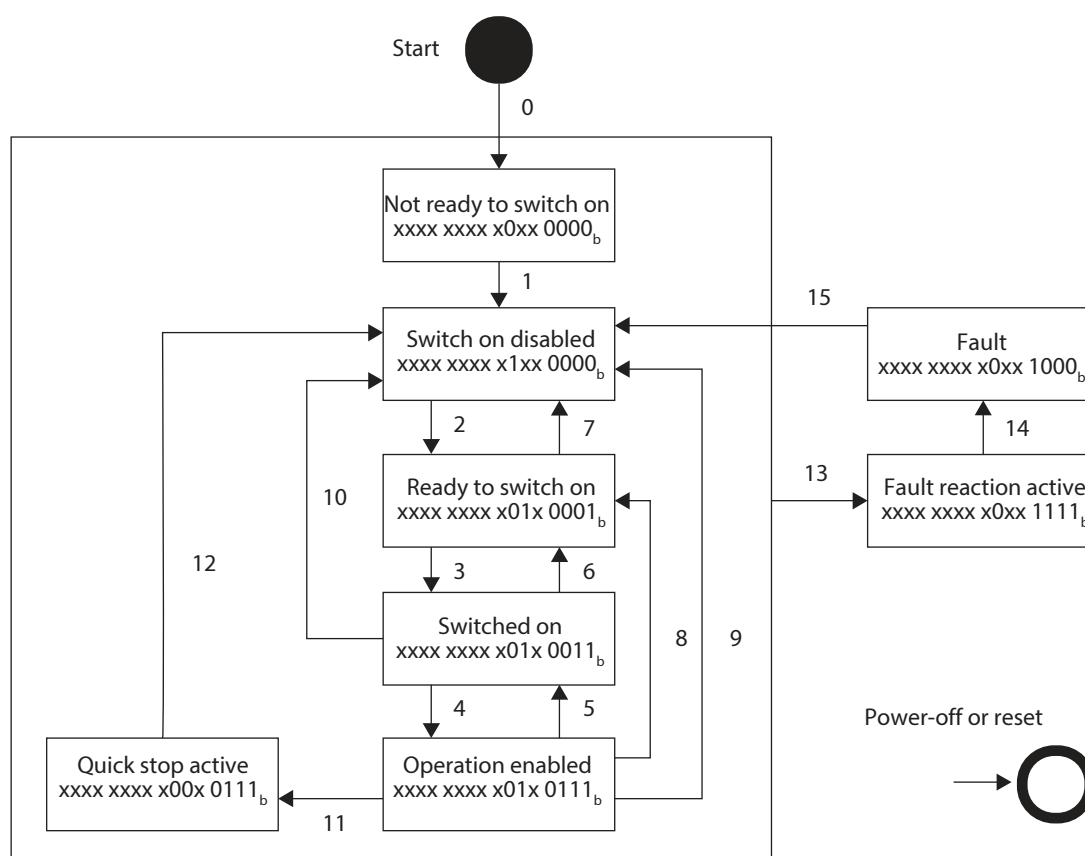 Start
0
Not ready to switch on
xxxx xxxx x0xx 0000b
1
15
Switch on disabled
xxxx xxxx x1xx 0000b
Fault
xxxx xxxx x0xx 1000b
2
7
14
10
Ready to switch on
xxxx xxxx x01x 0001b
13
Fault reaction active
xxxx xxxx x0xx 1111b
12
3
6
Switched on
xxxx xxxx x01x 0011b
8
9
4
5
Power-off or reset
Quick stop active
xxxx xxxx x00x 0111b
Operation enabled
xxxx xxxx x01x 0111b
11